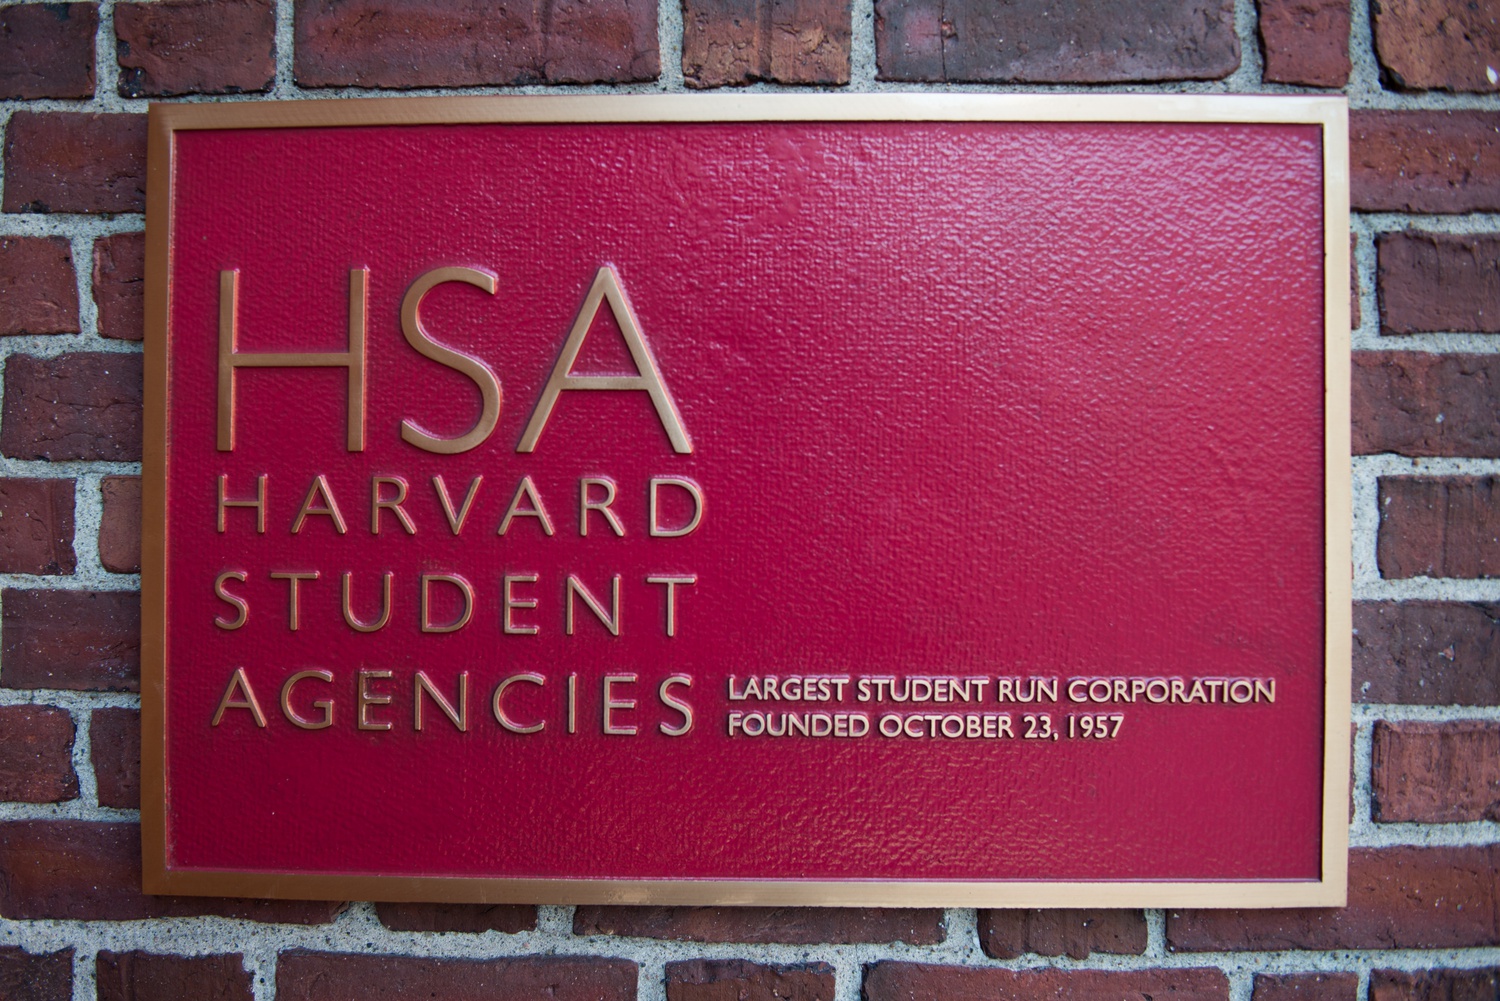 HSA
HARVARD
STUDENT
AGENCIES
LARGEST STUDENT RUN CORPORATION
FOUNDED OCTOBER 23, 1957